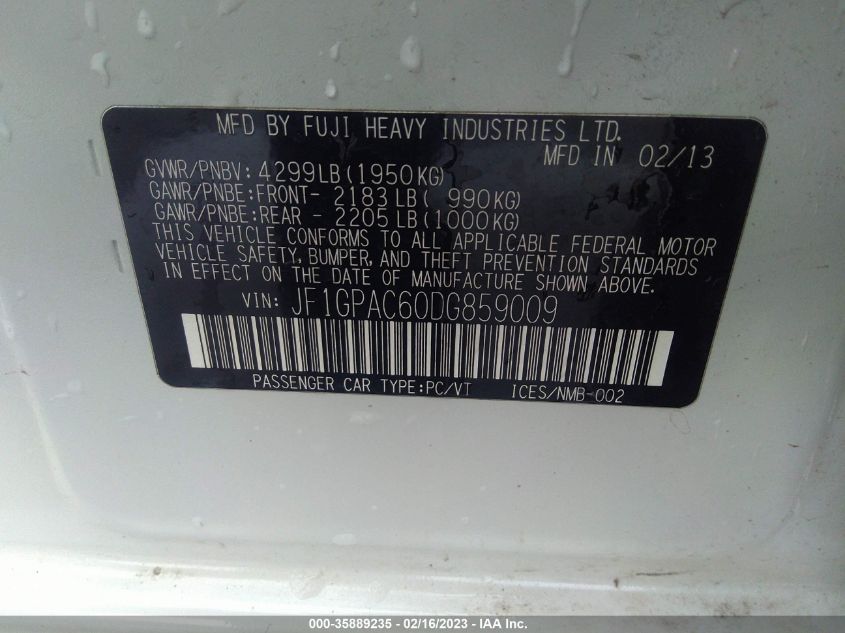 MFD BY FUJI HEAVY INDUSTRIES LTD.
MFD IN 02/13
GVWR/PNBV: 4299LB(1950KG)
GAWR/PNBE:FRONT- 2183LB( 990KG)
GAWR/PNBE:REAR - 2205LB(1000KG)
THIS VEHICLE CONFORMS TO ALL APPLICABLE FEDERAL MOTOR
VEHICLE SAFETY, BUMPER, AND THEFT PREVENTION STANDARDS
IN EFFECT ON THE DATE OF MANUFACTURE SHOWN ABOVE.
VIN: JF1GPAC60DG859009
PASSENGER CAR TYPE:PC/VT ICES/NMB-002
000-35889235 - 02/16/2023 - IAA Inc.